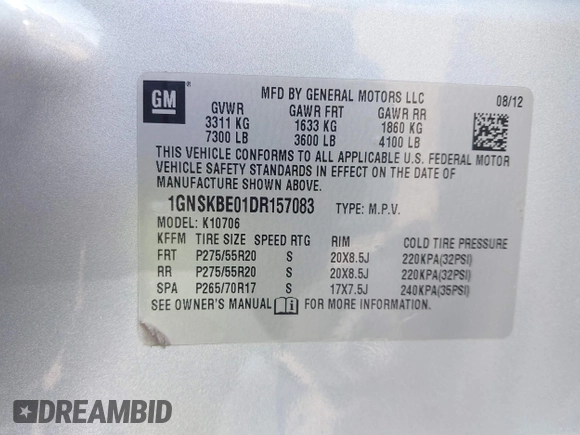 GM
MFD BY GENERAL MOTORS LLC 08/12
GVWR GAWR FRT GAWR RR
3311 KG 1633 KG 1860 KG
7300 LB 3600 LB 4100 LB
THIS VEHICLE CONFORMS TO ALL APPLICABLE U.S. FEDERAL MOTOR
VEHICLE SAFETY STANDARDS IN EFFECT ON THE DATE OF
MANUFACTURE SHOWN ABOVE.
1GNSKBE01DR157083 TYPE: M.P.V.
MODEL: K10706
KFFM TIRE SIZE SPEED RTG RIM COLD TIRE PRESSURE
FRT P275/55R20 S 20X8.5J 220KPA(32PSI)
RR P275/55R20 S 20X8.5J 220KPA(32PSI)
SPA P265/70R17 S 17X7.5J 240KPA(35PSI)
SEE OWNER'S MANUAL FOR MORE INFORMATION.
DREAMBID